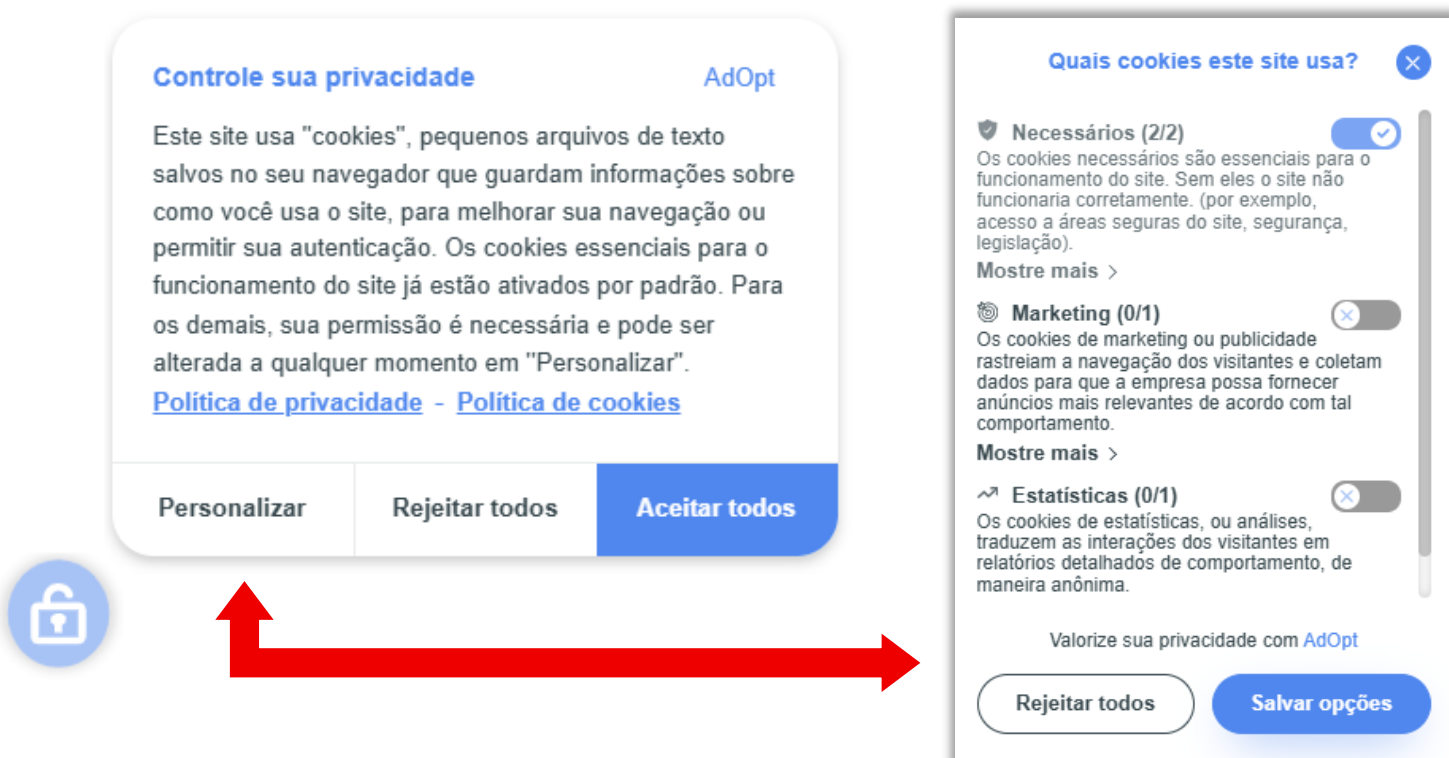 Controle sua privacidade
AdOpt
Este site usa "cookies", pequenos arquivos de texto
salvos no seu navegador que guardam informações sobre
como você usa o site, para melhorar sua navegação ou
permitir sua autenticação. Os cookies essenciais para o
funcionamento do site já estão ativados por padrão. Para
os demais, sua permissão é necessária e pode ser
alterada a qualquer momento em "Personalizar".
Política de privacidade - Política de cookies
Personalizar
Rejeitar todos
Aceitar todos
Quais cookies este site usa?
Necessários (2/2)
Os cookies necessários são essenciais para o
funcionamento do site. Sem eles o site não
funcionaria corretamente. (por exemplo,
acesso a áreas seguras do site, segurança,
legislação).
Mostre mais >
Marketing (0/1)
Os cookies de marketing ou publicidade
rastreiam a navegação dos visitantes e coletam
dados para que a empresa possa fornecer
anúncios mais relevantes de acordo com tal
comportamento.
Mostre mais >
Estatísticas (0/1)
Os cookies de estatísticas, ou análises,
traduzem as interações dos visitantes em
relatórios detalhados de comportamento, de
maneira anônima.
Valorize sua privacidade com AdOpt
Rejeitar todos
Salvar opções